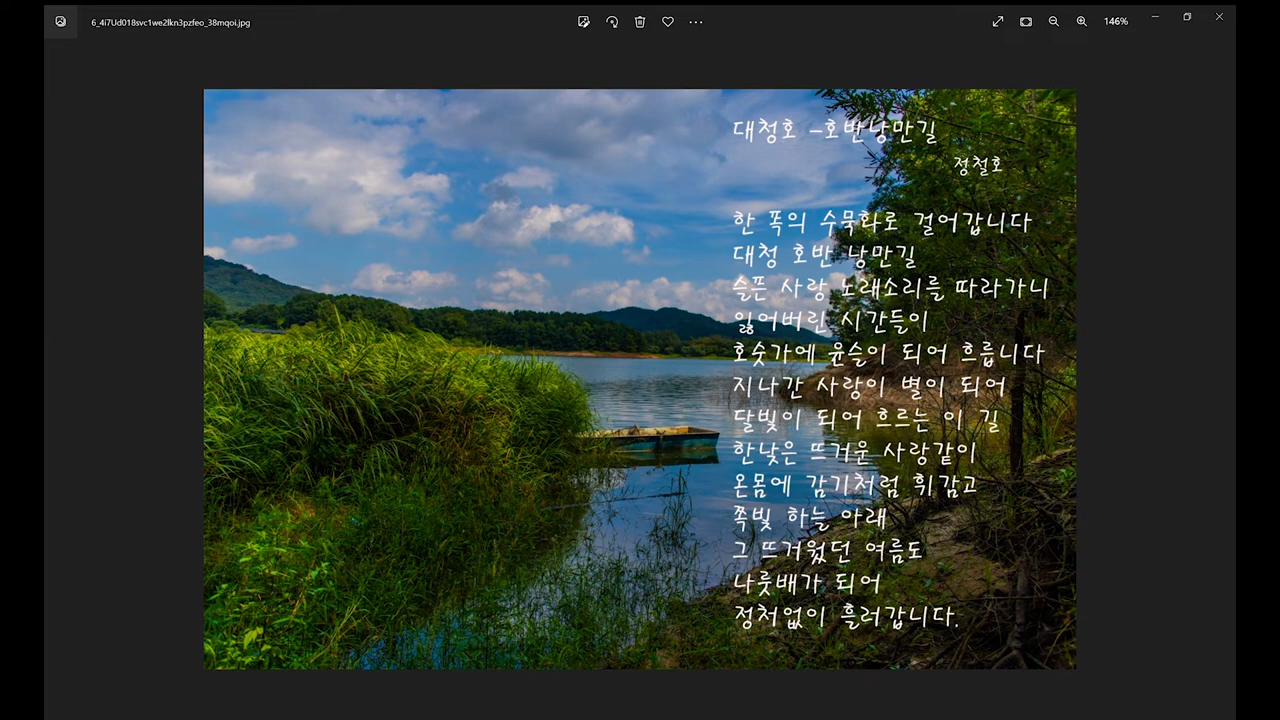 6_4i7Ud018svc1we2lkn3pzfeo_38mqoi.jpg
146%
대청호 -호반낭만길
정철호
한 폭의 수묵화로 걸어갑니다
대청 호반 낭만길
슬픈 사랑 노래소리를 따라가니
잃어버린 시간들이
호숫가에 윤슬이 되어 흐릅니다
지나간 사랑이 별이 되어
달빛이 되어 흐르는 이 길
한낮은 뜨거운 사랑같이
온몸에 감기처럼 휘감고
쪽빛 하늘 아래
그 뜨거웠던 여름도
나룻배가 되어
정처없이 흘러갑니다.